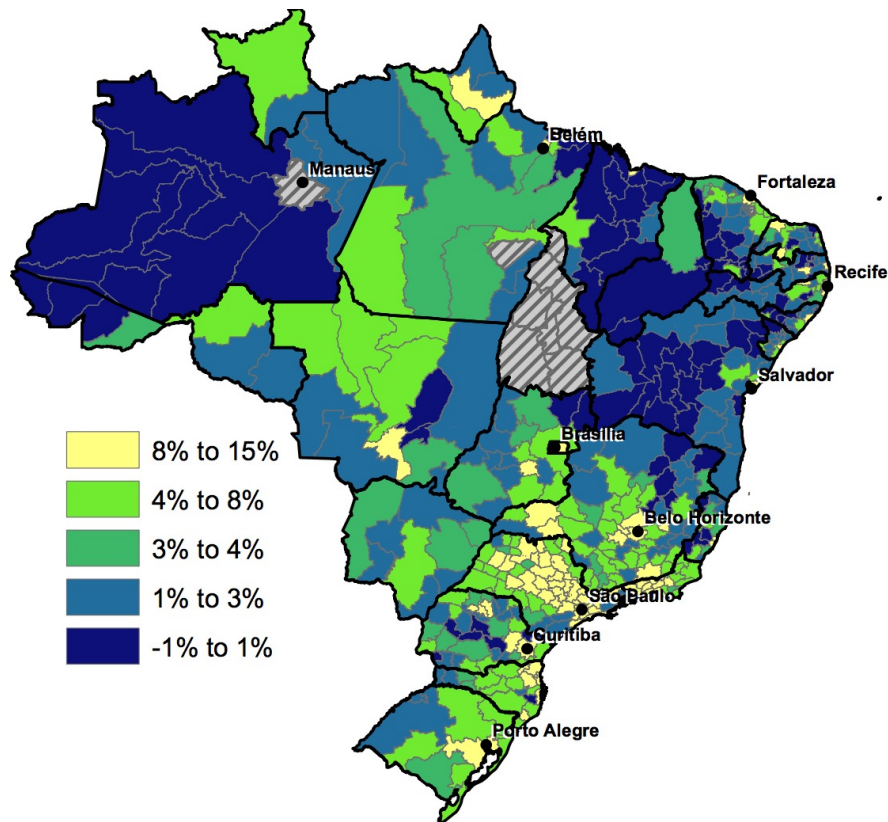 Belém
Manaus
Fortaleza
Recife
Salvador
Brasília
8% to 15%
4% to 8%
Belo Horizonte
3% to 4%
1% to 3%
São Paulo
-1% to 1%
Curitiba
Porto Alegre